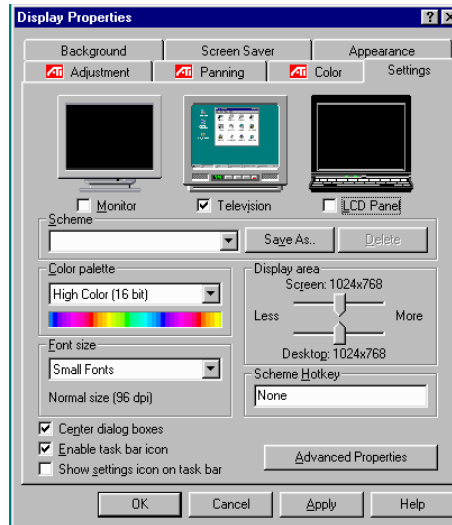 Display Properties
Background Screen Saver Appearance
ATI Adjustment ATI Panning ATI Color Settings
Monitor Television LCD Panel
Scheme
Save As.. Delete
Color palette Display area
Screen: 1024x768
High Color (16 bit)
Less More
Font size
Desktop: 1024x768
Small Fonts
Scheme Hotkey
Normal size (96 dpi) None
Center dialog boxes
Enable task bar icon
Advanced Properties
Show settings icon on task bar
OK Cancel Apply Help